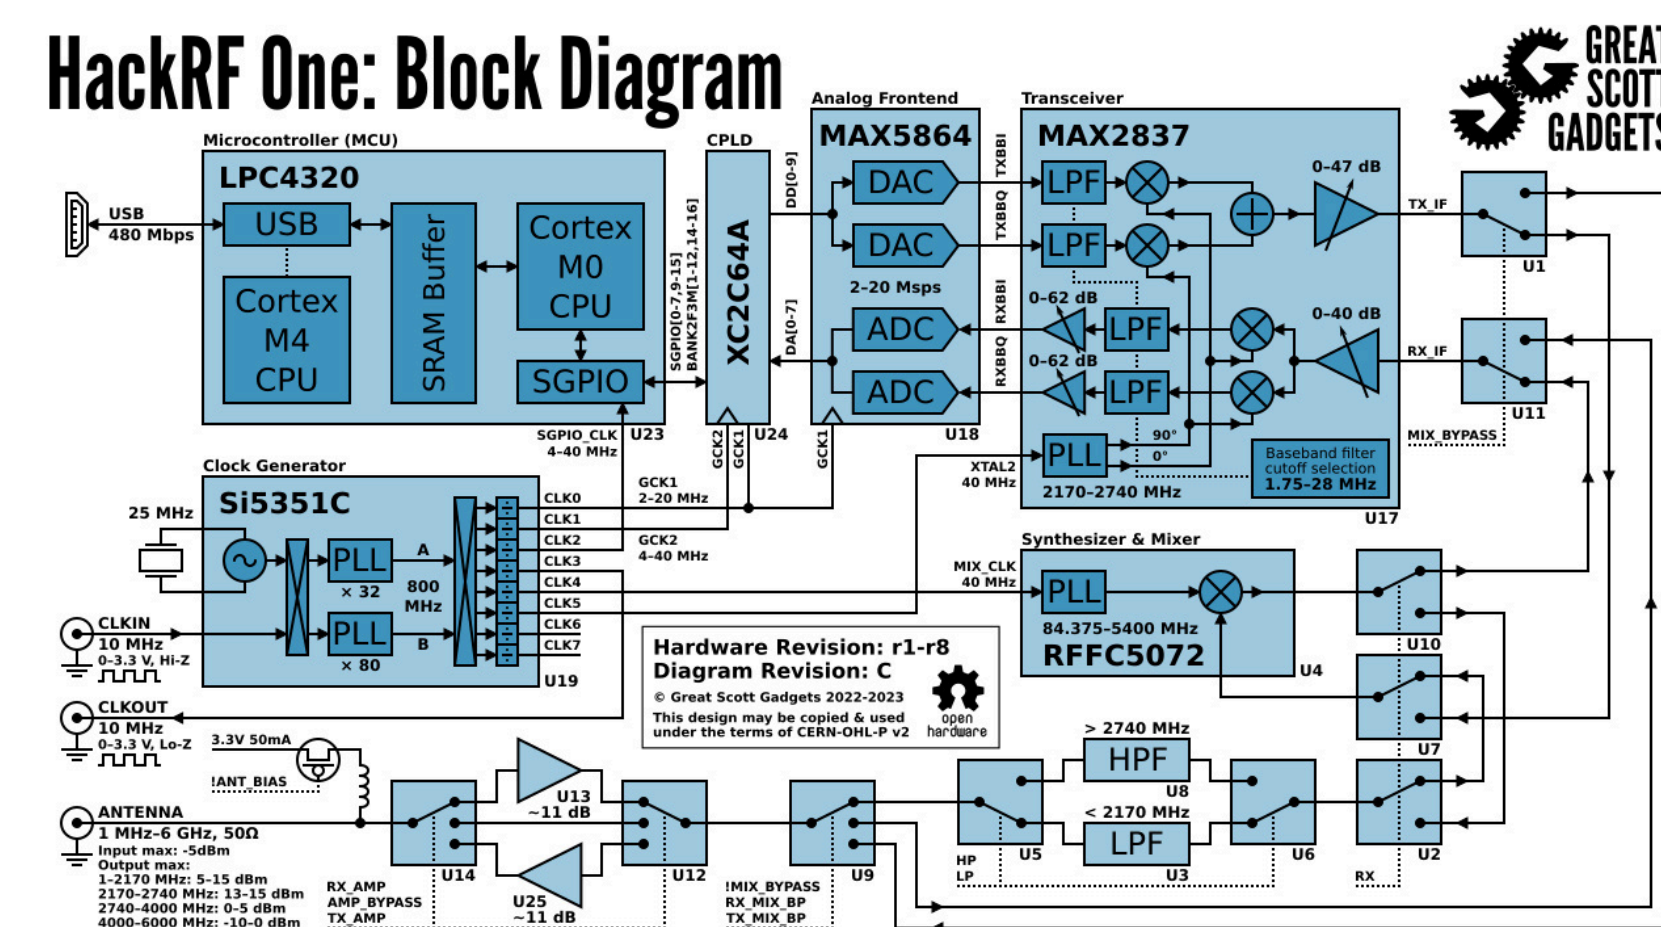 HackRF One: Block Diagram
GREAT
SCOTT
GADGETS
Microcontroller (MCU)
LPC4320
USB
480 Mbps
USB
Cortex
M4
CPU
SRAM Buffer
Cortex
M0
CPU
SGPIO
U23
SGPIO_CLK
4–40 MHz
SGPIO[0-7,9-15]
BANK2F3M[1-12,14-16]
CPLD
XC2C64A
GCK2
GCK1
U24
DD[0-9]
DA[0-7]
Analog Frontend
MAX5864
DAC
DAC
2–20 Msps
ADC
ADC
GCK1
U18
TXBBI
TXBBQ
RXBBI
RXBBQ
Transceiver
MAX2837
LPF
LPF
0–47 dB
0–62 dB
LPF
0–40 dB
0–62 dB
LPF
PLL
90°
0°
2170–2740 MHz
Baseband filter
cutoff selection
1.75–28 MHz
U17
XTAL2
40 MHz
TX_IF
U1
RX_IF
U11
MIX_BYPASS
Clock Generator
Si5351C
25 MHz
PLL
× 32
A
800
MHz
PLL
× 80
B
CLK0
CLK1
CLK2
CLK3
CLK4
CLK5
CLK6
CLK7
U19
GCK1
2–20 MHz
GCK2
4–40 MHz
CLKIN
10 MHz
0–3.3 V, Hi-Z
CLKOUT
10 MHz
0–3.3 V, Lo-Z
Synthesizer & Mixer
MIX_CLK
40 MHz
PLL
84.375–5400 MHz
RFFC5072
U4
U10
U7
Hardware Revision: r1-r8
Diagram Revision: C
© Great Scott Gadgets 2022-2023
This design may be copied & used
under the terms of CERN-OHL-P v2
open
hardware
3.3V 50mA
!ANT_BIAS
ANTENNA
1 MHz–6 GHz, 50Ω
Input max: -5dBm
Output max:
1–2170 MHz: 5–15 dBm
2170–2740 MHz: 13–15 dBm
2740–4000 MHz: 0–5 dBm
4000–6000 MHz: -10–0 dBm
U14
U13
~11 dB
U25
~11 dB
U12
RX_AMP
AMP_BYPASS
TX_AMP
U9
!MIX_BYPASS
RX_MIX_BP
TX_MIX_BP
U5
HP
LP
> 2740 MHz
HPF
U8
< 2170 MHz
LPF
U3
U6
U2
RX